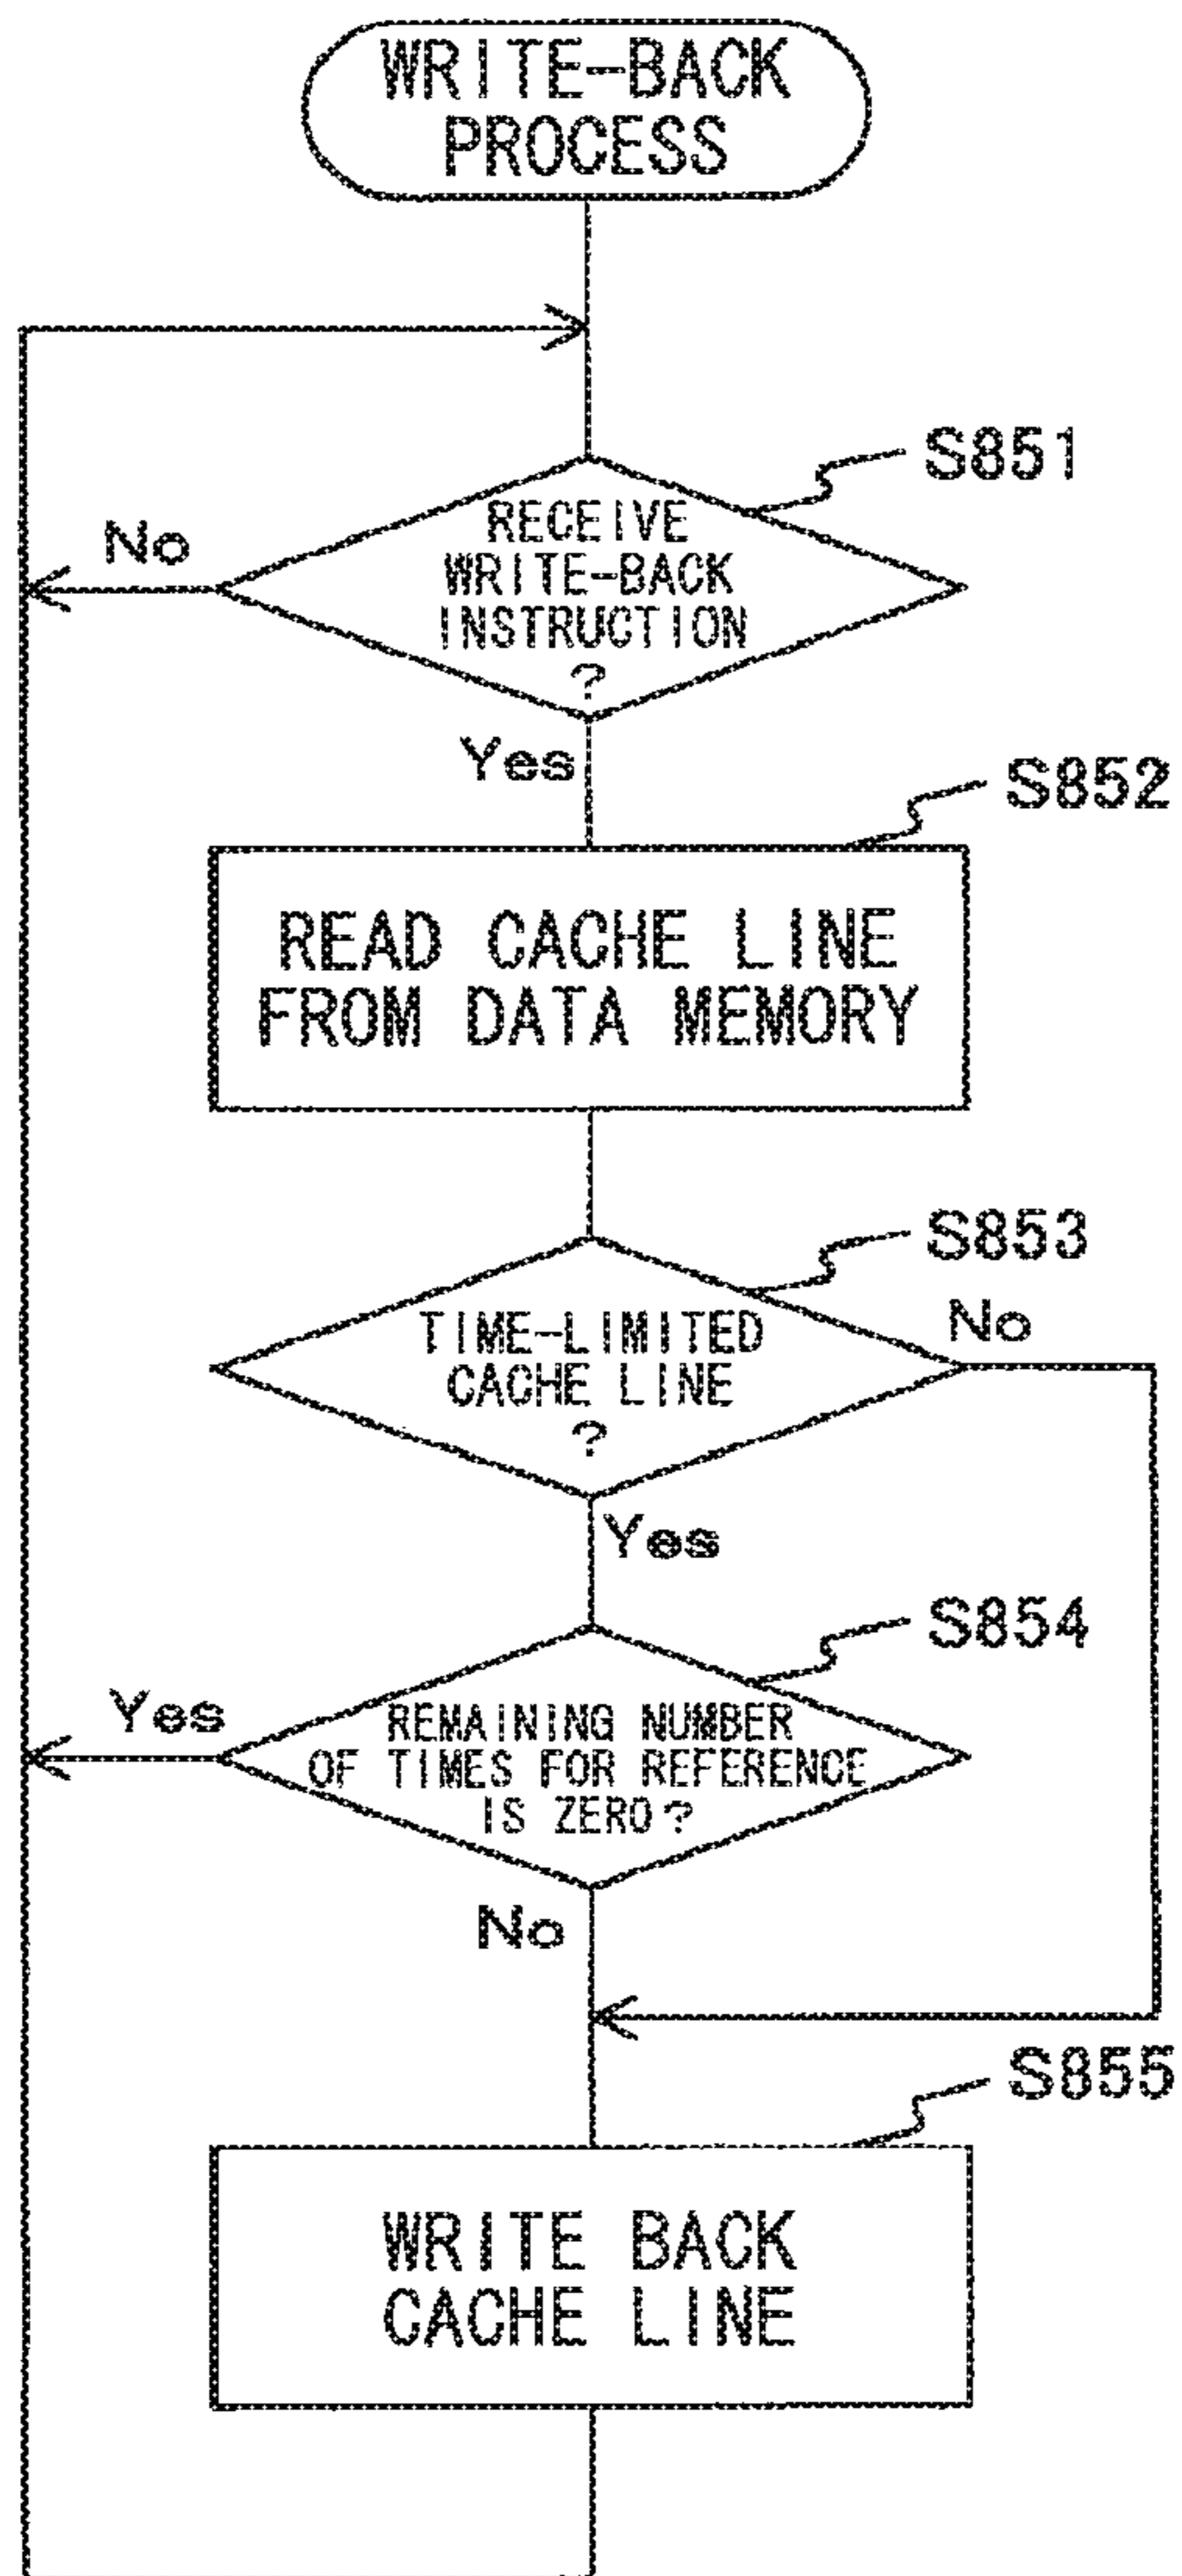 WRITE-BACK
PROCESS
S851
No
RECEIVE
WRITE-BACK
INSTRUCTION
?
Yes
S852
READ CACHE LINE
FROM DATA MEMORY
S853
No
TIME-LIMITED
CACHE LINE
?
Yes
S854
Yes
REMAINING NUMBER
OF TIMES FOR REFERENCE
IS ZERO?
No
S855
WRITE BACK
CACHE LINE